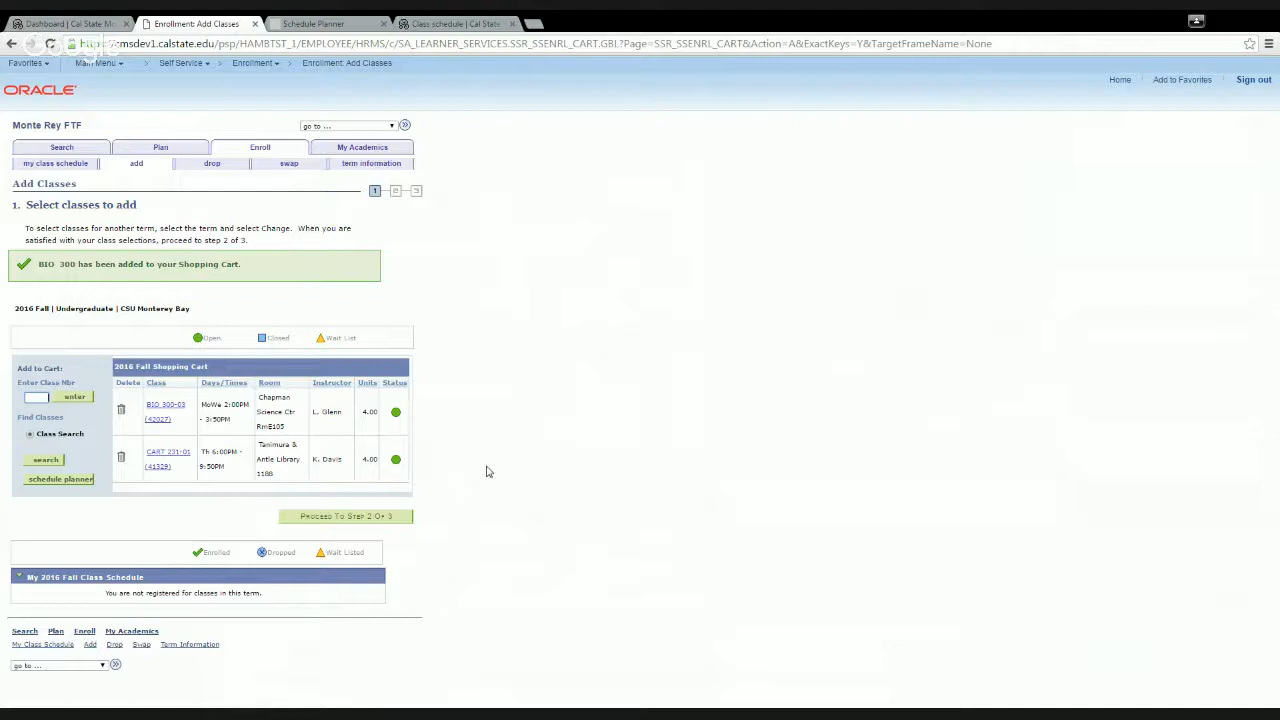 Dashboard | Cal State Mo
Enrollment: Add Classes
Schedule Planner
Class schedule | Cal State
https://cmsdev1.calstate.edu/psp/HAMBTST_1/EMPLOYEE/HRMS/c/SA_LEARNER_SERVICES.SSR_SSENRL_CART.GBL?Page=SSR_SSENRL_CART&Action=A&ExactKeys=Y&TargetFrameName=None
Favorites Main Menu > Self Service > Enrollment > Enrollment: Add Classes
ORACLE
Home Add to Favorites Sign out
Monte Rey FTF go to ...
Search Plan Enroll My Academics
my class schedule add drop swap term information
Add Classes 1 2 3
1. Select classes to add
To select classes for another term, select the term and select Change. When you are
satisfied with your class selections, proceed to step 2 of 3.
BIO 300 has been added to your Shopping Cart.
2016 Fall | Undergraduate | CSU Monterey Bay
Open Closed Wait List
Add to Cart:
Enter Class Nbr
enter
Find Classes
Class Search
search
schedule planner
2016 Fall Shopping Cart
Delete Class Days/Times Room Instructor Units Status
BIO 300-03
(42027)
MoWe 2:00PM
- 3:50PM
Chapman
Science Ctr
RmE105
L. Glenn
4.00
CART 231-01
(41329)
Th 6:00PM -
9:50PM
Tanimura &
Antle Library
1188
K. Davis
4.00
PROCEED TO STEP 2 OF 3
Enrolled Dropped Wait Listed
My 2016 Fall Class Schedule
You are not registered for classes in this term.
Search Plan Enroll My Academics
My Class Schedule Add Drop Swap Term Information
go to ...